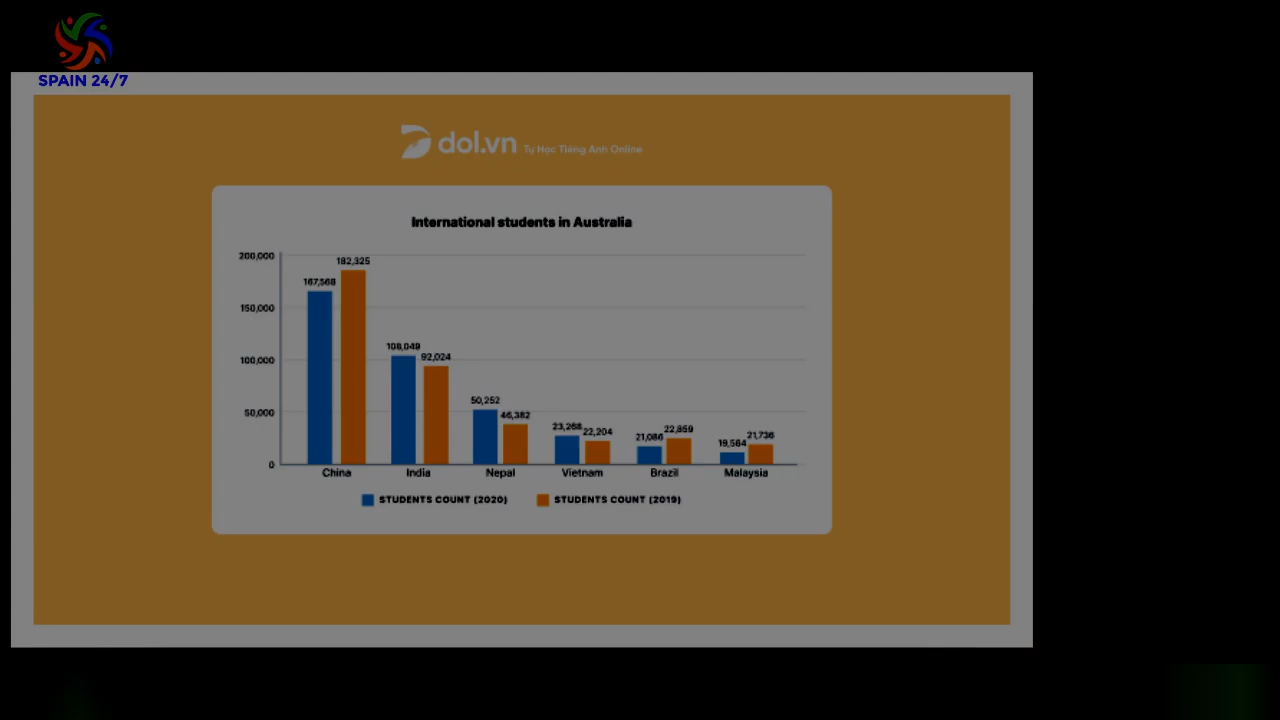 SPAIN 24/7
dol.vn Tự Học Tiếng Anh Online
International students in Australia
200,000
150,000
100,000
50,000
0
167,568 182,325
108,049 92,024
50,252 46,382
23,268 22,204
21,086 22,859
19,564 21,736
China India Nepal Vietnam Brazil Malaysia
STUDENTS COUNT (2020) STUDENTS COUNT (2019)